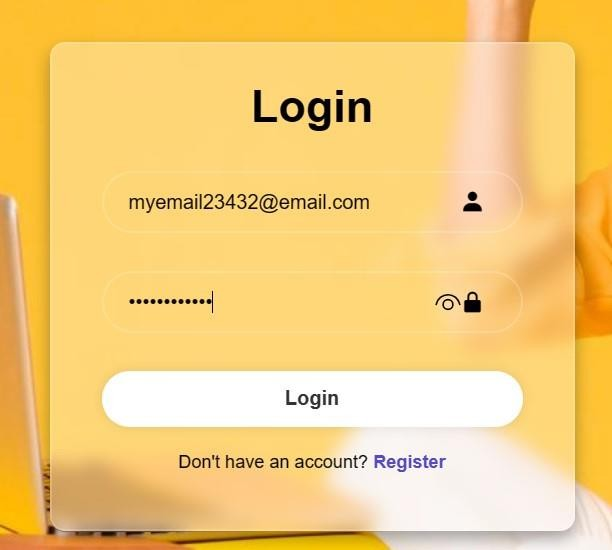 Login
myemail23432@email.com
••••••••••••
Login
Don't have an account? Register